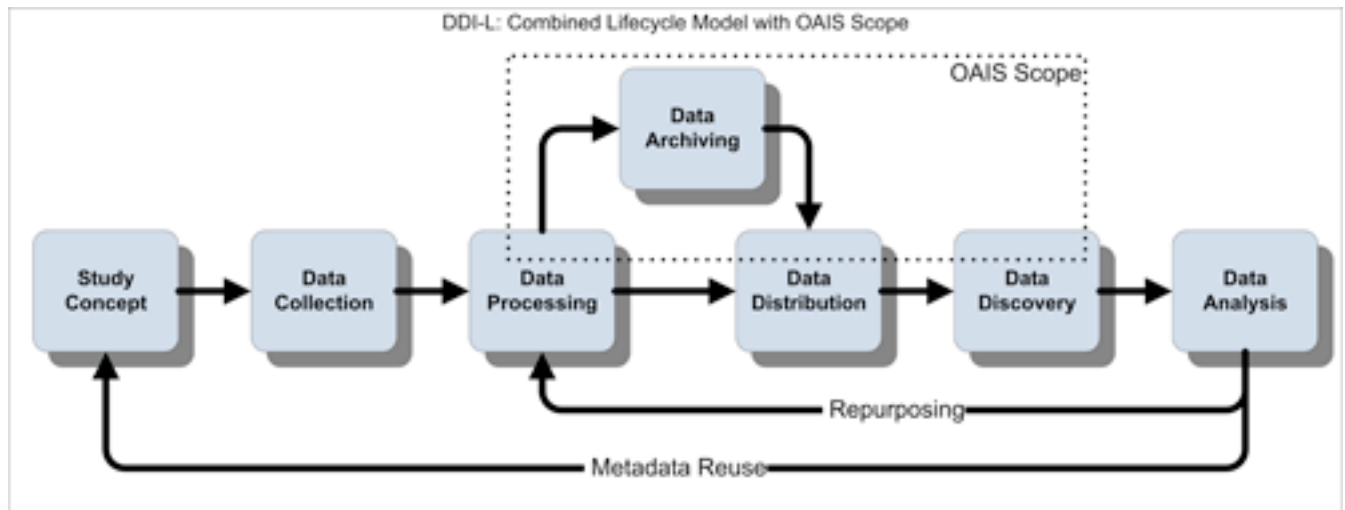 DDI-L: Combined Lifecycle Model with OAIS Scope
OAIS Scope
Data
Archiving
Study
Concept
Data
Collection
Data
Processing
Data
Distribution
Data
Discovery
Data
Analysis
Repurposing
Metadata Reuse